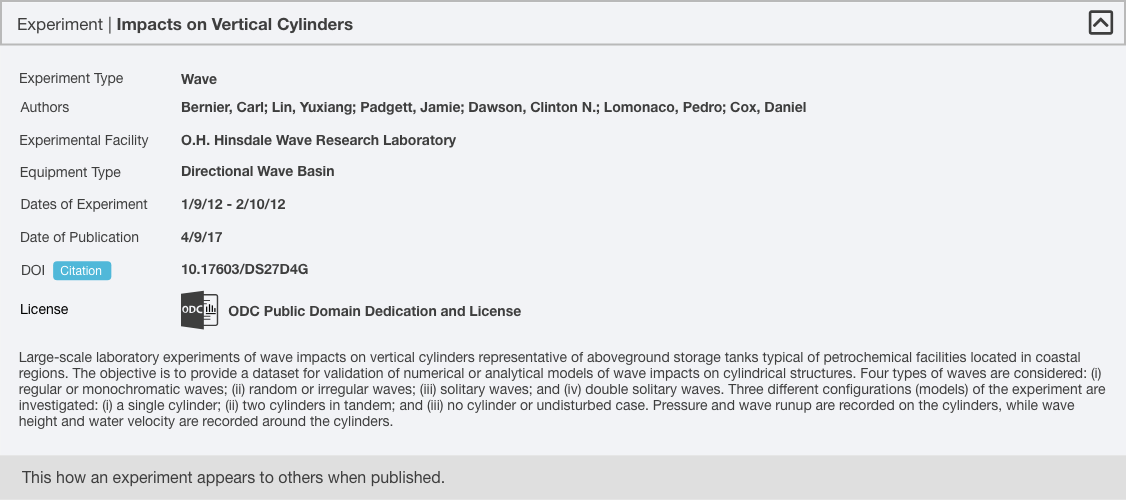 Experiment | Impacts on Vertical Cylinders
Experiment Type Wave
Authors Bernier, Carl; Lin, Yuxiang; Padgett, Jamie; Dawson, Clinton N.; Lomonaco, Pedro; Cox, Daniel
Experimental Facility O.H. Hinsdale Wave Research Laboratory
Equipment Type Directional Wave Basin
Dates of Experiment 1/9/12 - 2/10/12
Date of Publication 4/9/17
DOI Citation 10.17603/DS27D4G
License ODC ODC Public Domain Dedication and License
Large-scale laboratory experiments of wave impacts on vertical cylinders representative of aboveground storage tanks typical of petrochemical facilities located in coastal
regions. The objective is to provide a dataset for validation of numerical or analytical models of wave impacts on cylindrical structures. Four types of waves are considered: (i)
regular or monochromatic waves; (ii) random or irregular waves; (iii) solitary waves; and (iv) double solitary waves. Three different configurations (models) of the experiment are
investigated: (i) a single cylinder; (ii) two cylinders in tandem; and (iii) no cylinder or undisturbed case. Pressure and wave runup are recorded on the cylinders, while wave
height and water velocity are recorded around the cylinders.
This how an experiment appears to others when published.